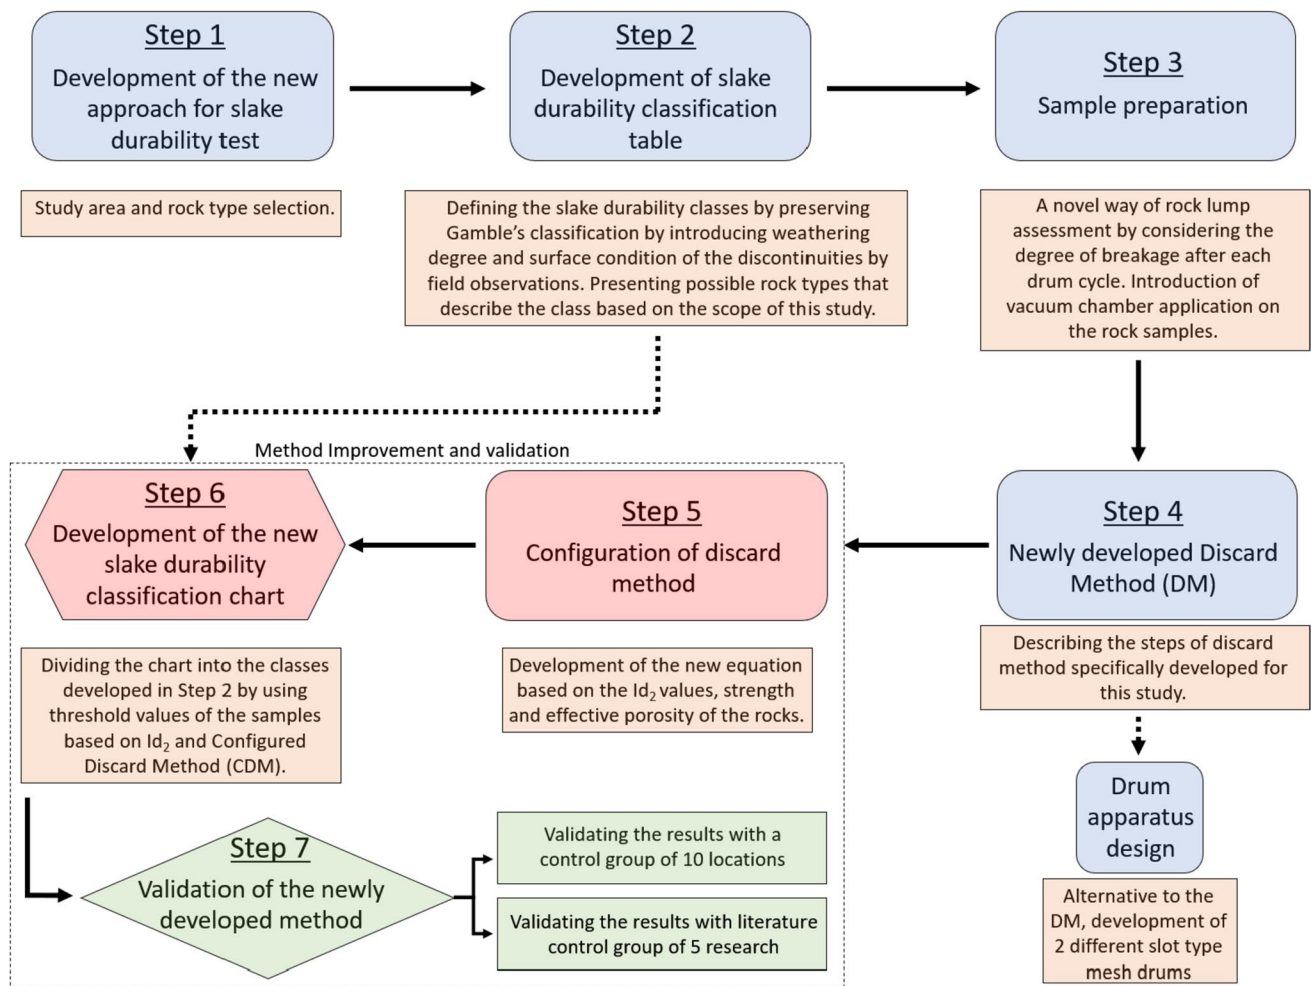 Step 1
Development of the new
approach for slake
durability test
Study area and rock type selection.
Step 2
Development of slake
durability classification
table
Defining the slake durability classes by preserving
Gamble's classification by introducing weathering
degree and surface condition of the discontinuities by
field observations. Presenting possible rock types that
describe the class based on the scope of this study.
Step 3
Sample preparation
A novel way of rock lump
assessment by considering the
degree of breakage after each
drum cycle. Introduction of
vacuum chamber application on
the rock samples.
Step 4
Newly developed Discard
Method (DM)
Describing the steps of discard
method specifically developed for
this study.
Drum
apparatus
design
Alternative to the
DM, development of
2 different slot type
mesh drums
Method Improvement and validation
Step 5
Configuration of discard
method
Development of the new equation
based on the Id₂ values, strength
and effective porosity of the rocks.
Step 6
Development of the new
slake durability
classification chart
Dividing the chart into the classes
developed in Step 2 by using
threshold values of the samples
based on Id₂ and Configured
Discard Method (CDM).
Step 7
Validation of the newly
developed method
Validating the results with a
control group of 10 locations
Validating the results with literature
control group of 5 research